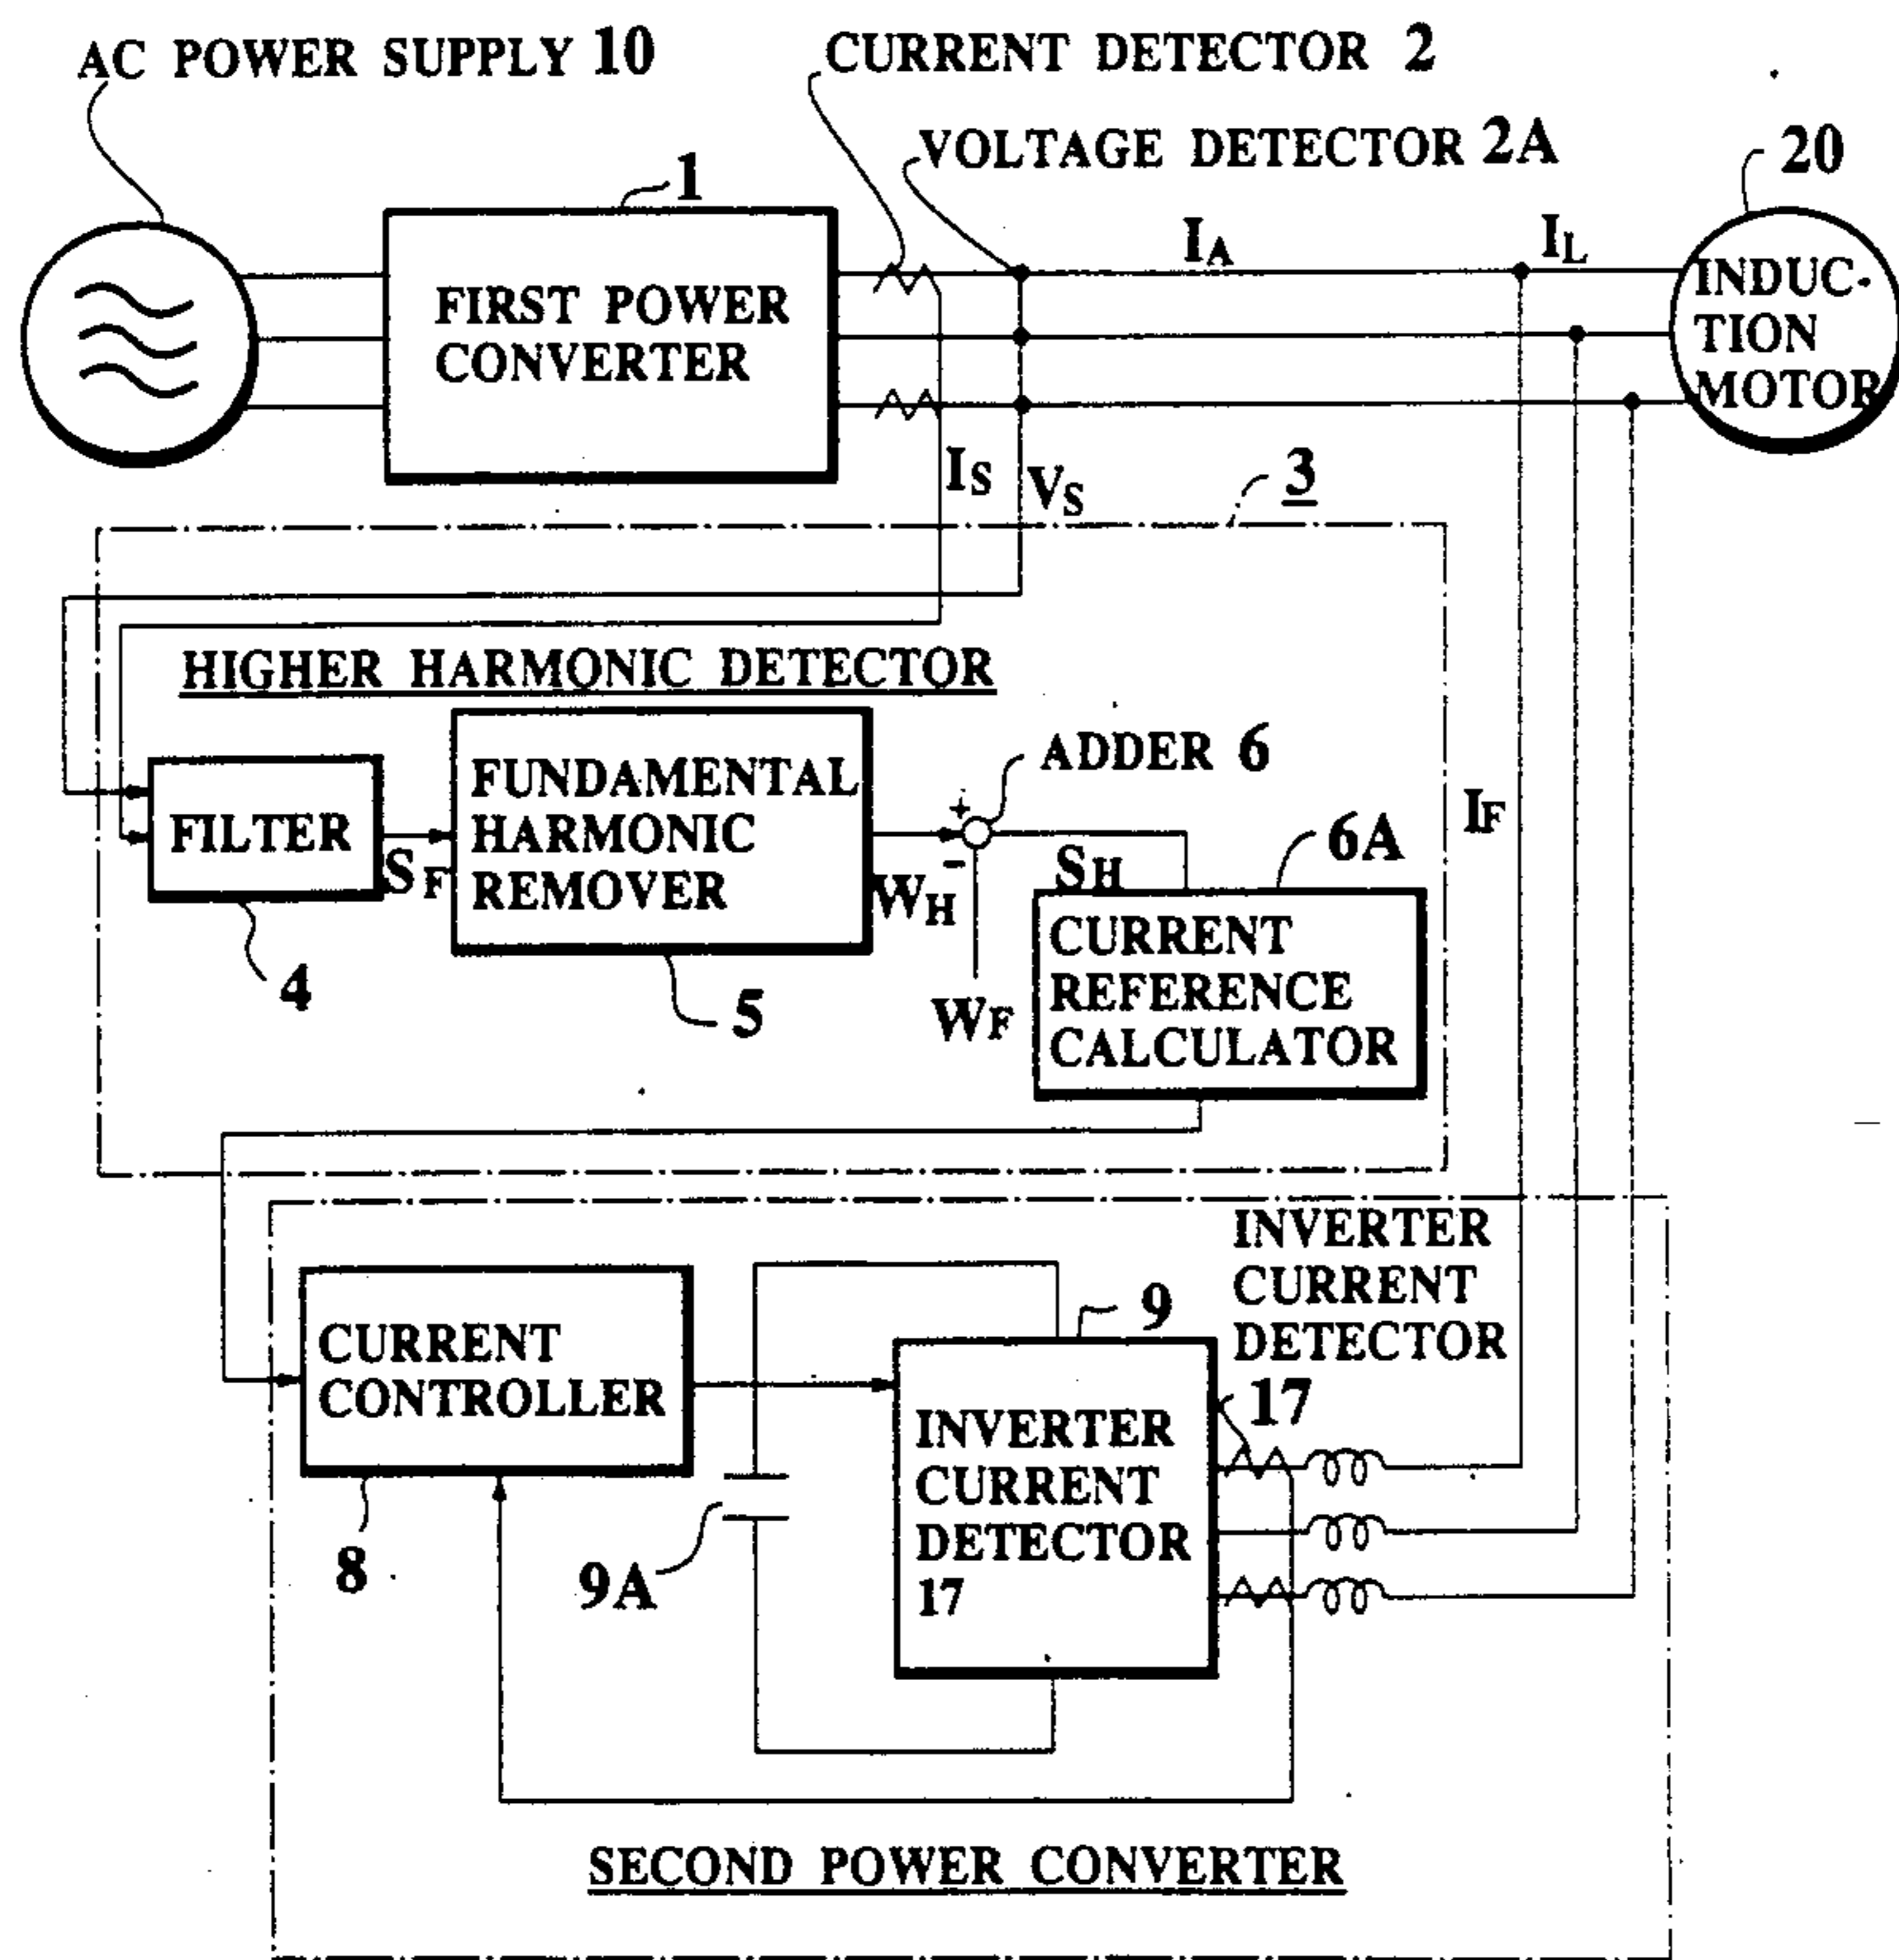 AC POWER SUPPLY 10
CURRENT DETECTOR 2
VOLTAGE DETECTOR 2A
1
20
FIRST POWER
CONVERTER
IA
IL
INDUC-
TION
MOTOR
IS
VS
3
HIGHER HARMONIC DETECTOR
FILTER
4
SF
FUNDAMENTAL
HARMONIC
REMOVER
5
WH
+
-
ADDER 6
WF
SH
6A
CURRENT
REFERENCE
CALCULATOR
IF
CURRENT
CONTROLLER
8
9A
9
INVERTER
CURRENT
DETECTOR
17
INVERTER
CURRENT
DETECTOR
17
SECOND POWER CONVERTER